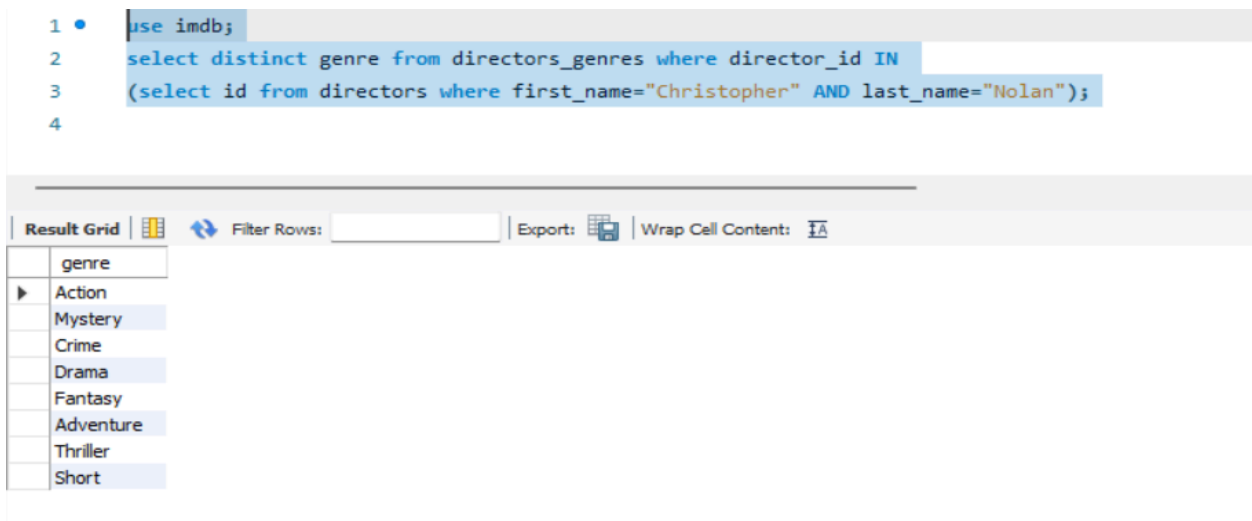 1 use imdb;
2 select distinct genre from directors_genres where director_id IN
3 (select id from directors where first_name="Christopher" AND last_name="Nolan");
4
Result Grid Filter Rows: Export: Wrap Cell Content: IA
genre
Action
Mystery
Crime
Drama
Fantasy
Adventure
Thriller
Short